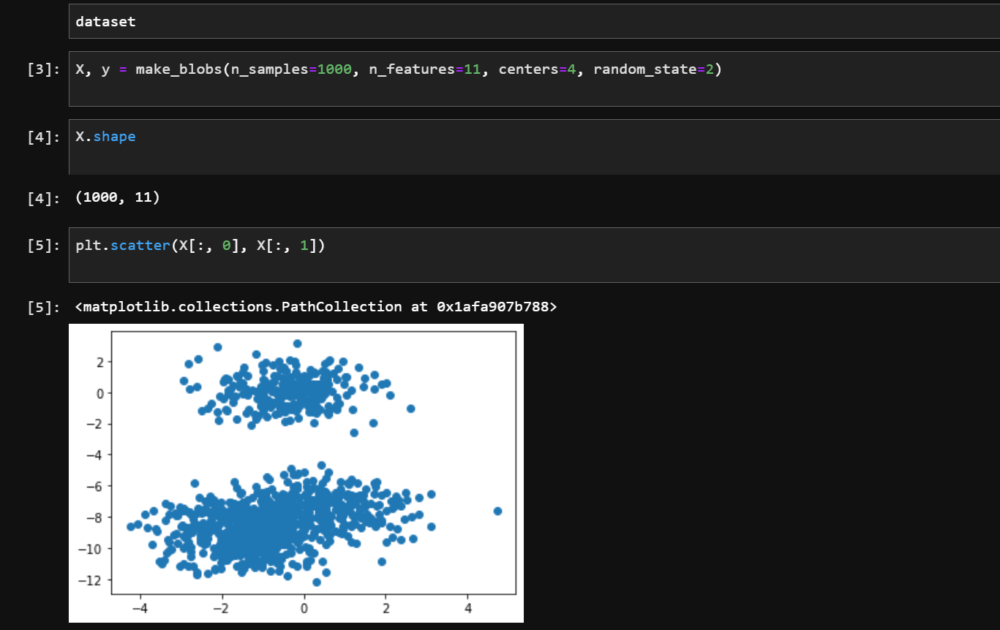 dataset
[3]: X, y = make_blobs(n_samples=1000, n_features=11, centers=4, random_state=2)
[4]: X.shape
[4]: (1000, 11)
[5]: plt.scatter(X[:, 0], X[:, 1])
[5]: <matplotlib.collections.PathCollection at 0x1afa907b788>
2
0
−2
−4
−6
−8
−10
−12
−4 −2 0 2 4